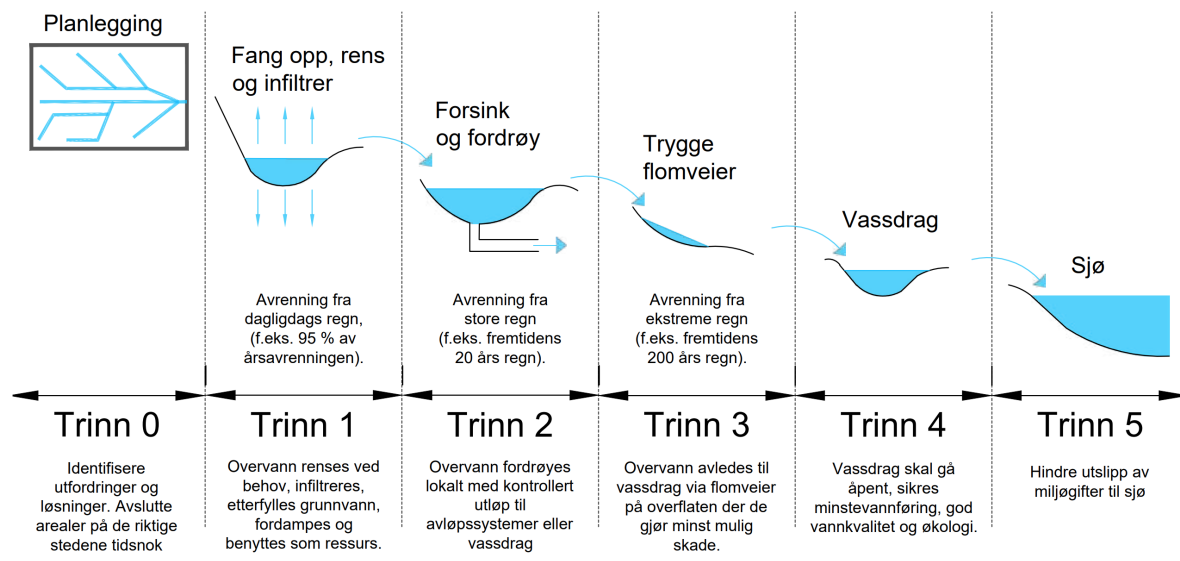 Planlegging
Fang opp, rens
og infiltrer
Forsink
og fordrøy
Trygge
flomveier
Vassdrag
Sjø
Avrenning fra
dagligdags regn,
(f.eks. 95 % av
årsavrenningen).
Avrenning fra
store regn
(f.eks. fremtidens
20 års regn).
Avrenning fra
ekstreme regn
(f.eks. fremtidens
200 års regn).
Trinn 0
Identifisere
utfordringer og
løsninger. Avslutte
arealer på de riktige
stedene tidsnok
Trinn 1
Overvann renses ved
behov, infiltreres,
etterfylles grunnvann,
fordampes og
benyttes som ressurs.
Trinn 2
Overvann fordrøyes
lokalt med kontrollert
utløp til
avløpssystemer eller
vassdrag
Trinn 3
Overvann avledes til
vassdrag via flomveier
på overflaten der de
gjør minst mulig
skade.
Trinn 4
Vassdrag skal gå
åpent, sikres
minstevannføring, god
vannkvalitet og økologi.
Trinn 5
Hindre utslipp av
miljøgifter til sjø